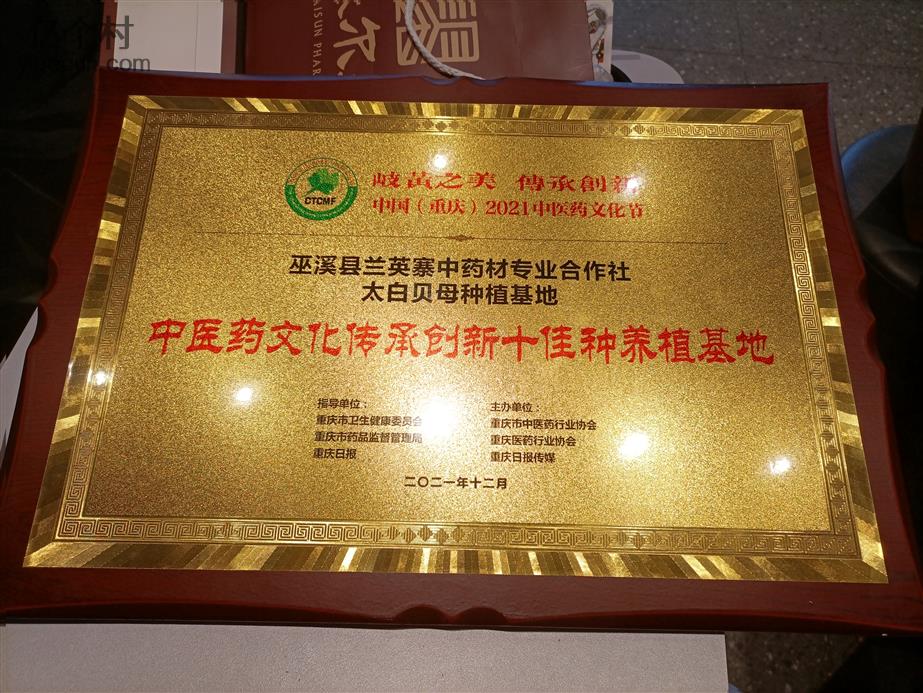 村
.com
AISUN PHAR
CTCMF
岐黄之美 傳承創新
中国（重庆）2021中医药文化节
巫溪县兰英寨中药材专业合作社
太白贝母种植基地
中医药文化传承创新十佳种养植基地
指导单位：
重庆市卫生健康委员会
重庆市药品监督管理局
重庆日报
主办单位：
重庆市中医药行业协会
重庆医药行业协会
重庆日报传媒
二〇二一年十二月